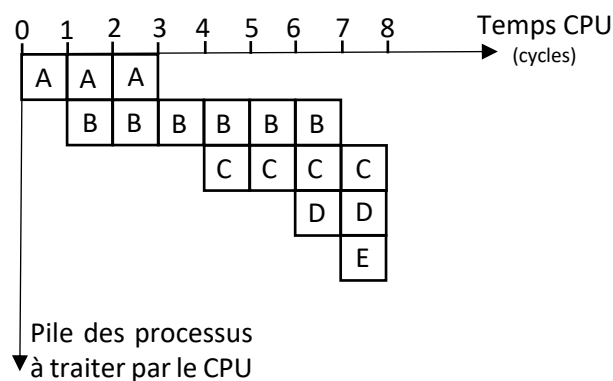 0 1 2 3 4 5 6 7 8 Temps CPU
(cycles)
A A A
B B B B B B
C C C C
D D
E
Pile des processus
à traiter par le CPU